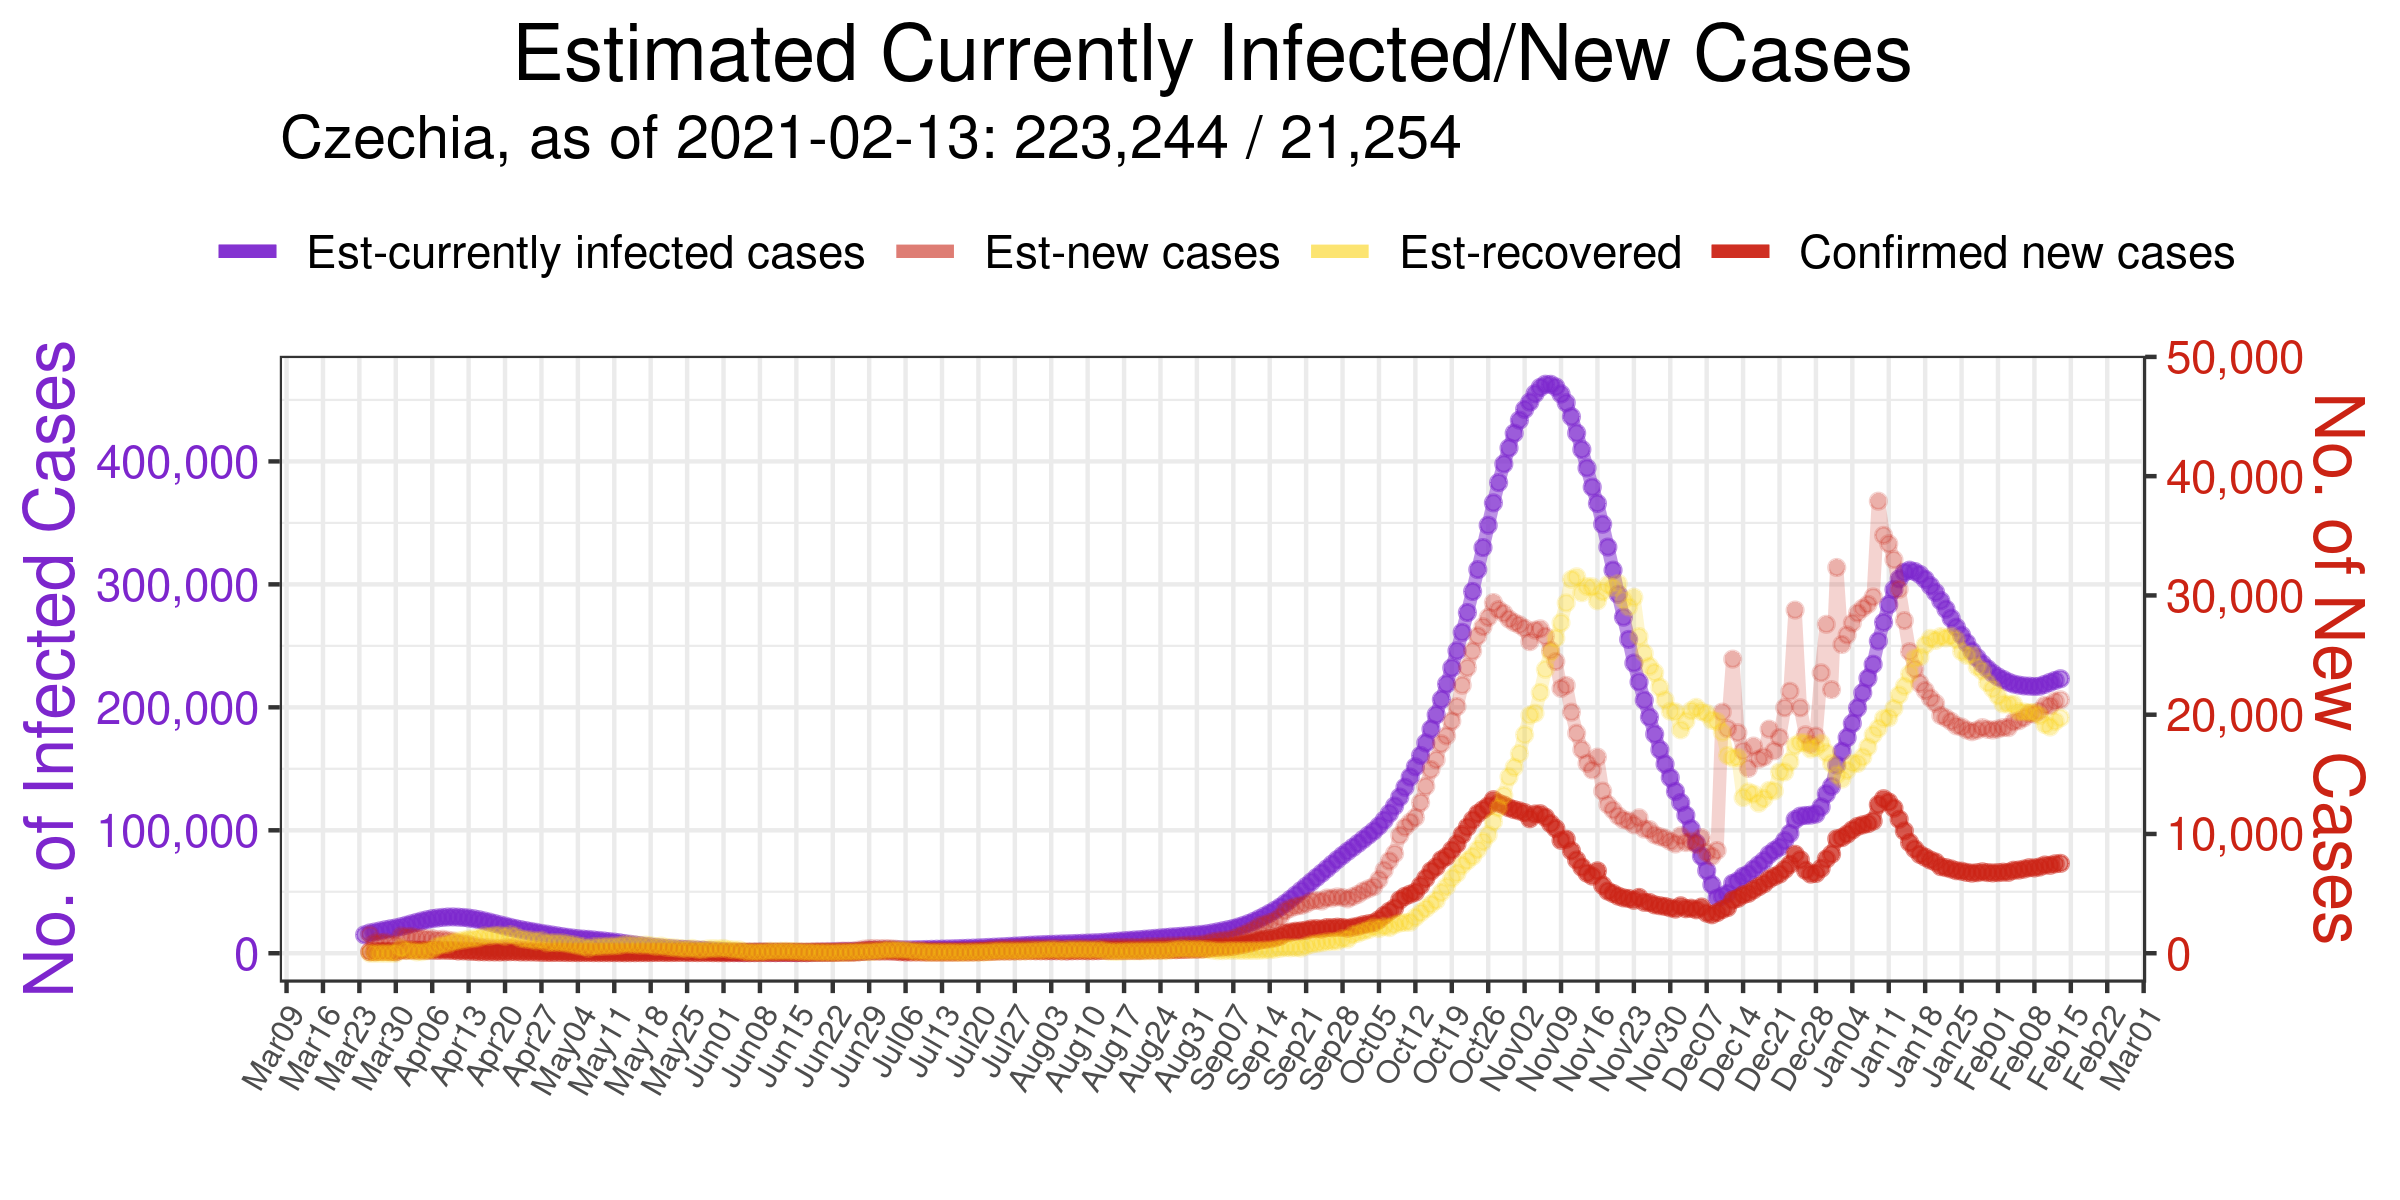 Estimated Currently Infected/New Cases
Czechia, as of 2021-02-13: 223,244 / 21,254
Est-currently infected cases Est-new cases Est-recovered Confirmed new cases
No. of Infected Cases
400,000
300,000
200,000
100,000
0
50,000
40,000
30,000
20,000
10,000
0
No. of New Cases
Mar09 Mar16 Mar23 Mar30 Apr06 Apr13 Apr20 Apr27 May04 May11 May18 May25 Jun01 Jun08 Jun15 Jun22 Jun29 Jul06 Jul13 Jul20 Jul27 Aug03 Aug10 Aug17 Aug24 Aug31 Sep07 Sep14 Sep21 Sep28 Oct05 Oct12 Oct19 Oct26 Nov02 Nov09 Nov16 Nov23 Nov30 Dec07 Dec14 Dec21 Dec28 Jan04 Jan11 Jan18 Jan25 Feb01 Feb08 Feb15 Feb22 Mar01